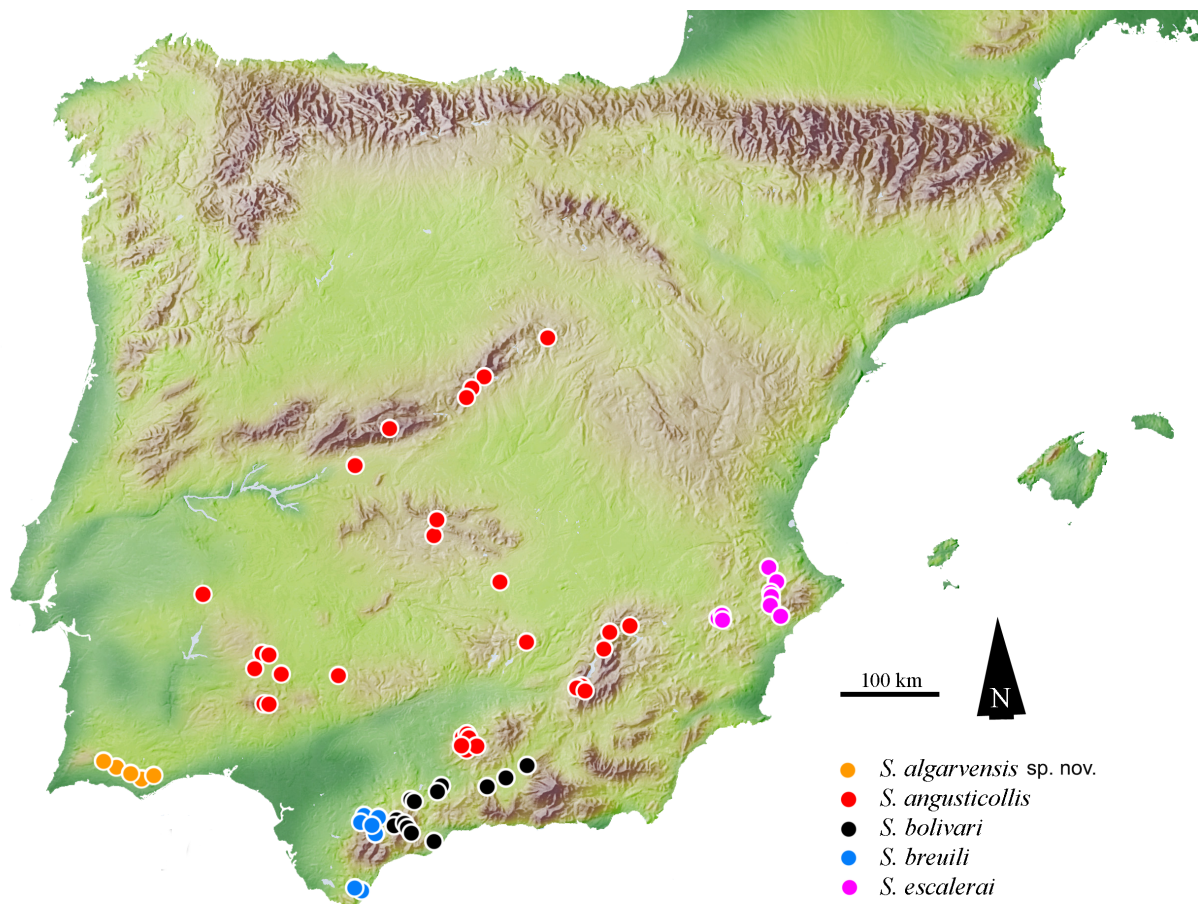 N
100 km
S. algarvensis sp. nov.
S. angusticollis
S. bolivari
S. breuili
S. escalerai